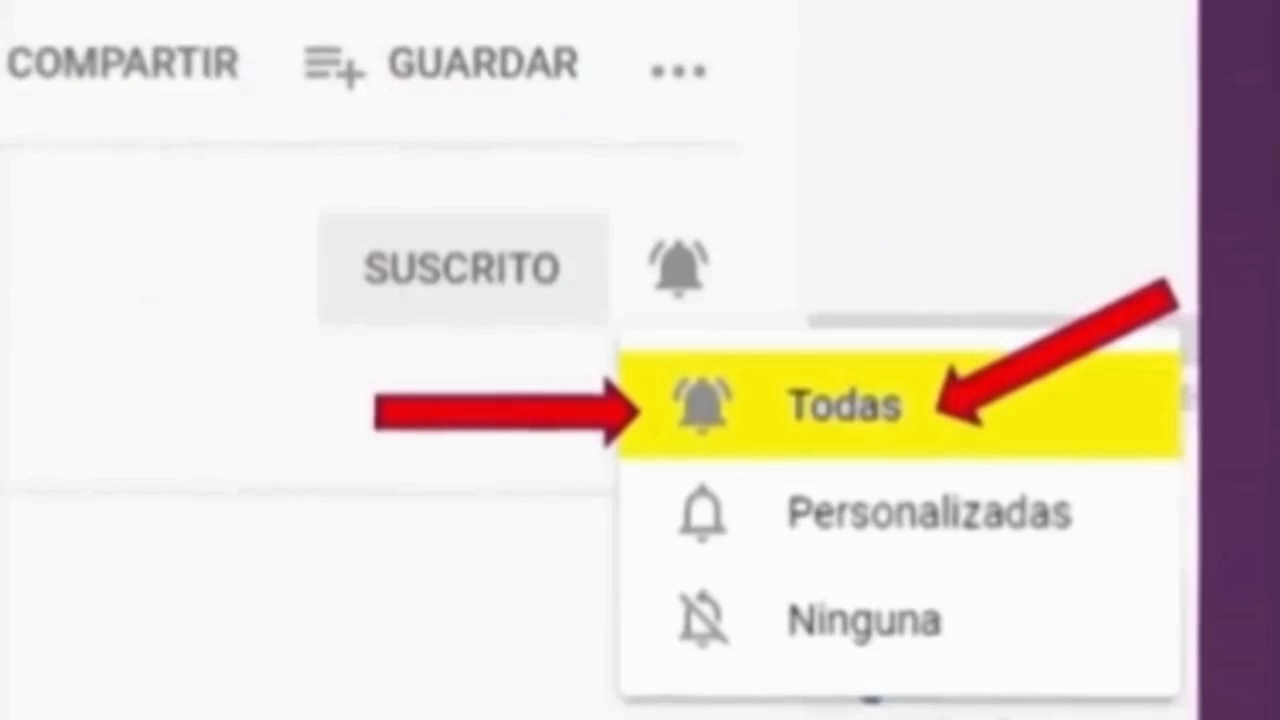 COMPARTIR GUARDAR ...
SUSCRITO
Todas
Personalizadas
Ninguna